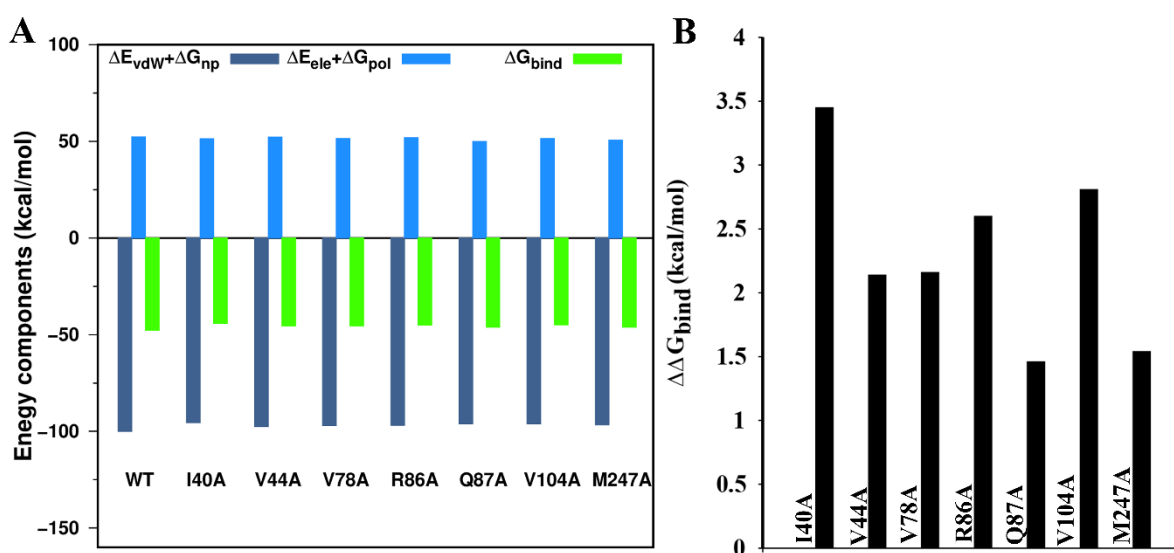 A
Enegy components (kcal/mol)
100
50
0
−50
−100
−150
ΔEvdW+ΔGnp ΔEele+ΔGpol ΔGbind
WT I40A V44A V78A R86A Q87A V104A M247A
B
ΔΔGbind(kcal/mol)
4
3.5
3
2.5
2
1.5
1
0.5
0
I40A
V44A
V78A
R86A
Q87A
V104A
M247A